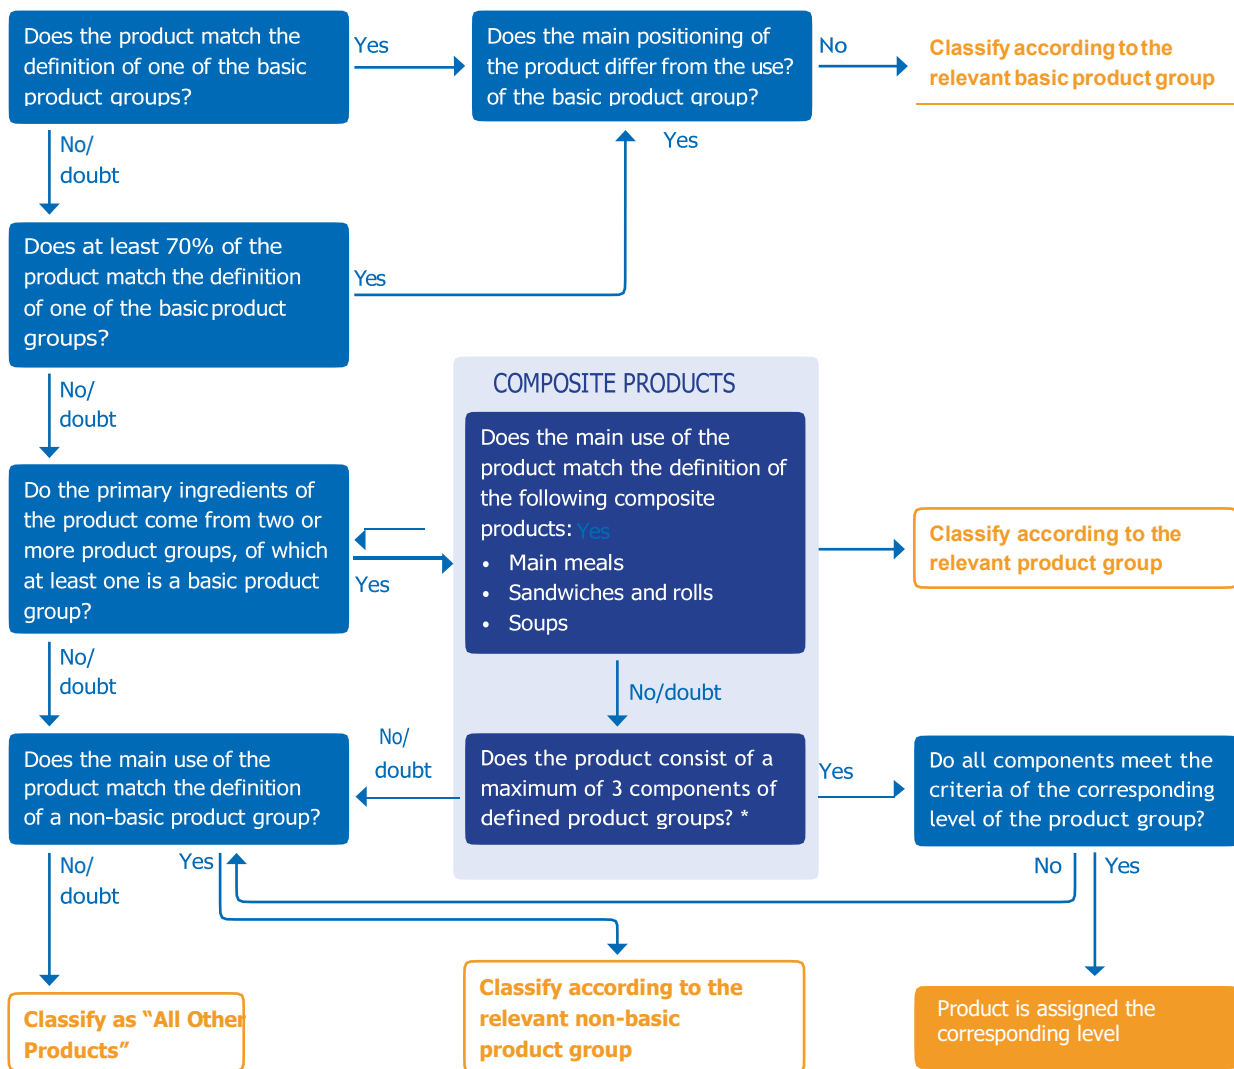 Does the product match the
definition of one of the basic
product groups?
Yes
Does the main positioning of
the product differ from the use?
of the basic product group?
No
Classify according to the
relevant basic product group
No/
doubt
Yes
Does at least 70% of the
product match the definition
of one of the basic product
groups?
Yes
No/
doubt
COMPOSITE PRODUCTS
Does the main use of the
product match the definition of
the following composite
products: Yes
• Main meals
• Sandwiches and rolls
• Soups
Classify according to the
relevant product group
Do the primary ingredients of
the product come from two or
more product groups, of which
at least one is a basic product
group?
Yes
No/
doubt
No/doubt
Does the main use of the
product match the definition
of a non-basic product group?
No/
doubt
Does the product consist of a
maximum of 3 components of
defined product groups? *
Yes
Do all components meet the
criteria of the corresponding
level of the product group?
No/
doubt
Yes
No
Yes
Classify as “All Other
Products”
Classify according to the
relevant non-basic
product group
Product is assigned the
corresponding level